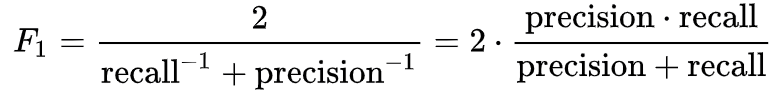 F₁ = 2 / (recall⁻¹ + precision⁻¹) = 2 · (precision · recall) / (precision + recall)